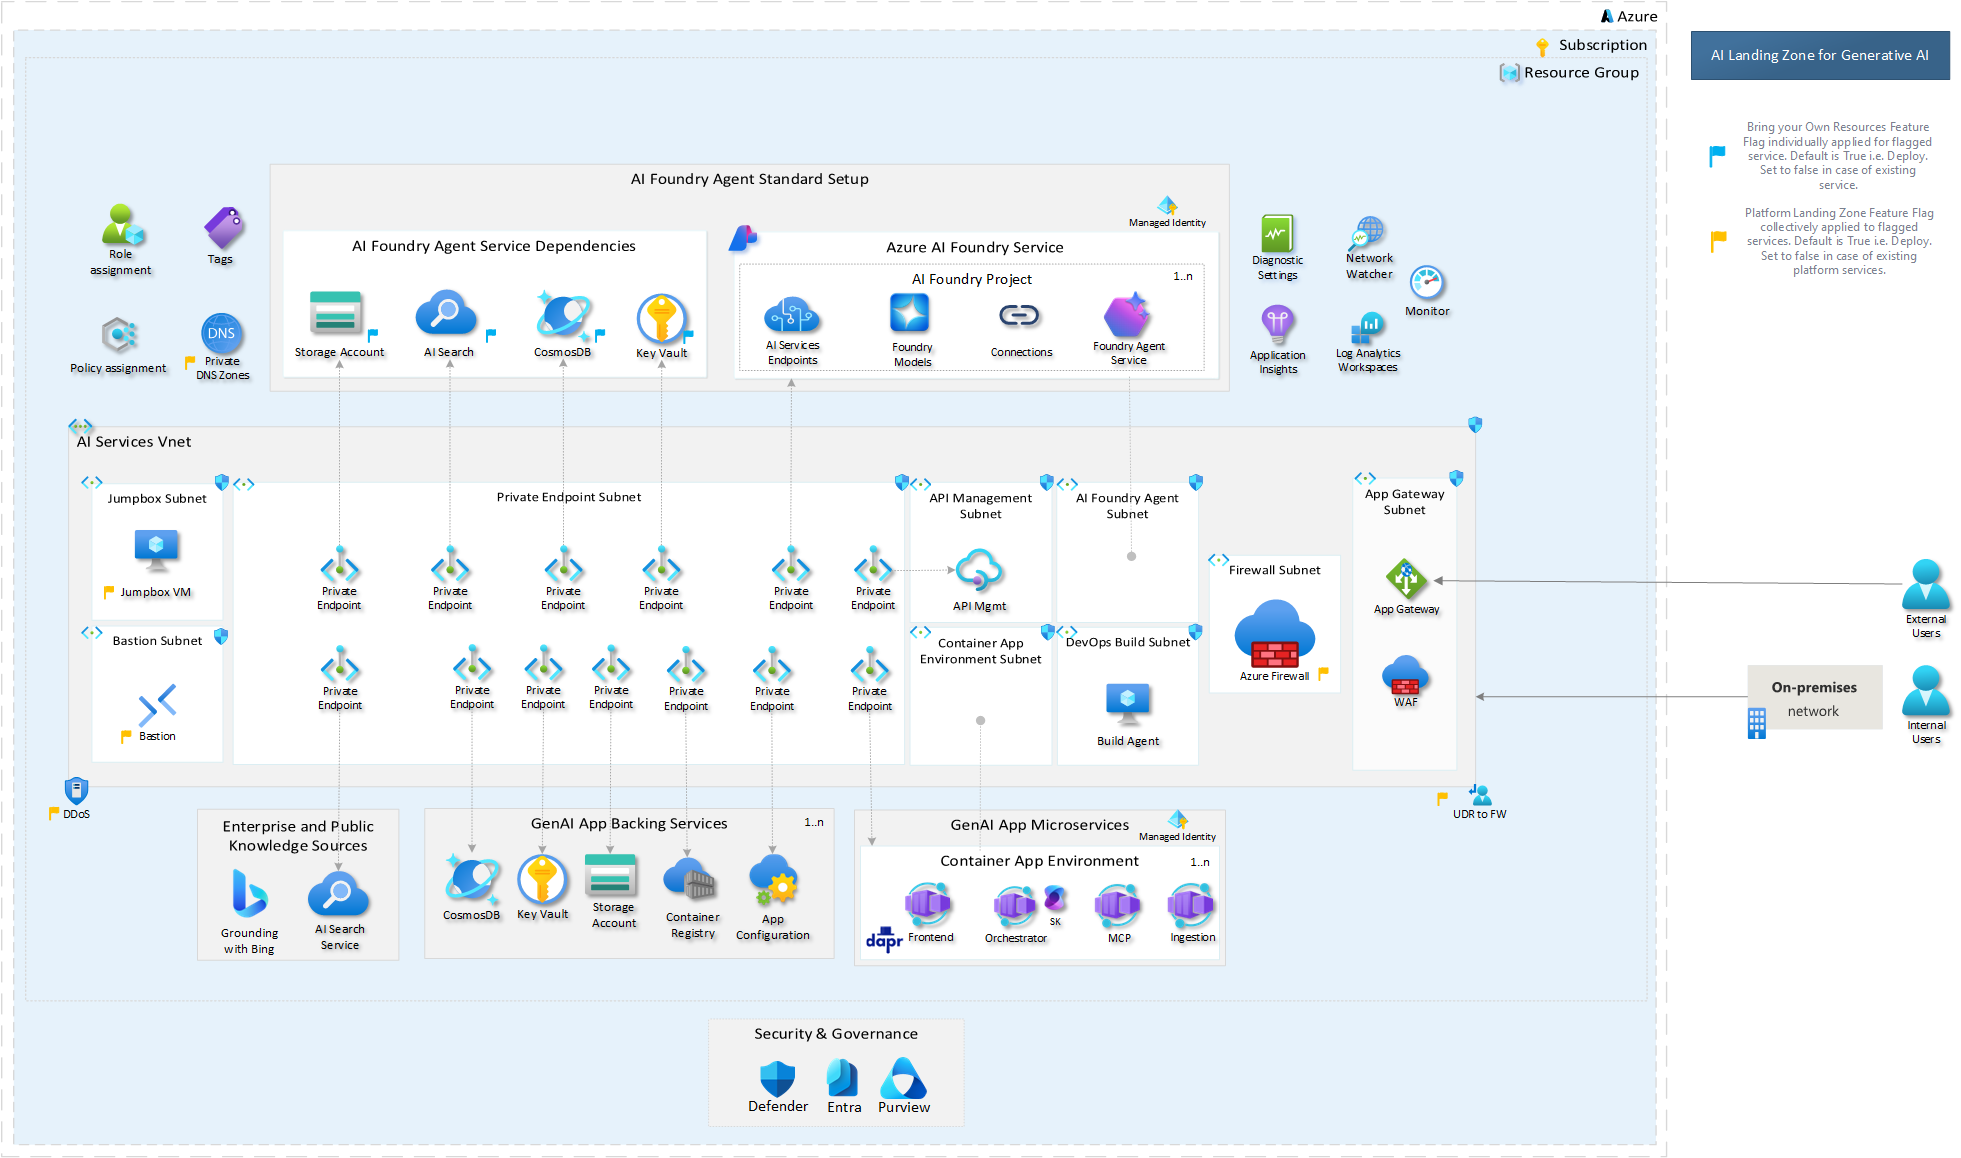 Azure
Subscription
Resource Group
AI Landing Zone for Generative AI
Bring your Own Resources Feature
Flag individually applied for flagged
service. Default is True i.e. Deploy.
Set to false in case of existing
service.
Platform Landing Zone Feature Flag
collectively applied to flagged
services. Default is True i.e. Deploy.
Set to false in case of existing
platform services.
AI Foundry Agent Standard Setup
Managed Identity
Role
assignment
Tags
Policy assignment
DNS
Private
DNS Zones
AI Foundry Agent Service Dependencies
Storage Account
AI Search
CosmosDB
Key Vault
Azure AI Foundry Service
AI Foundry Project
1..n
AI Services
Endpoints
Foundry
Models
Connections
Foundry Agent
Service
Diagnostic
Settings
Network
Watcher
Monitor
Application
Insights
Log Analytics
Workspaces
AI Services Vnet
Jumpbox Subnet
Jumpbox VM
Bastion Subnet
Bastion
Private Endpoint Subnet
Private
Endpoint
Private
Endpoint
Private
Endpoint
Private
Endpoint
Private
Endpoint
Private
Endpoint
Private
Endpoint
Private
Endpoint
Private
Endpoint
Private
Endpoint
Private
Endpoint
Private
Endpoint
Private
Endpoint
API Management
Subnet
API Mgmt
AI Foundry Agent
Subnet
Container App
Environment Subnet
DevOps Build Subnet
Build Agent
Firewall Subnet
Azure Firewall
App Gateway
Subnet
App Gateway
WAF
External
Users
On-premises
network
Internal
Users
DDoS
UDR to FW
Enterprise and Public
Knowledge Sources
Grounding
with Bing
AI Search
Service
GenAI App Backing Services
1..n
CosmosDB
Key Vault
Storage
Account
Container
Registry
App
Configuration
GenAI App Microservices
Managed Identity
Container App Environment
1..n
dapr
Frontend
Orchestrator
SK
MCP
Ingestion
Security & Governance
Defender
Entra
Purview